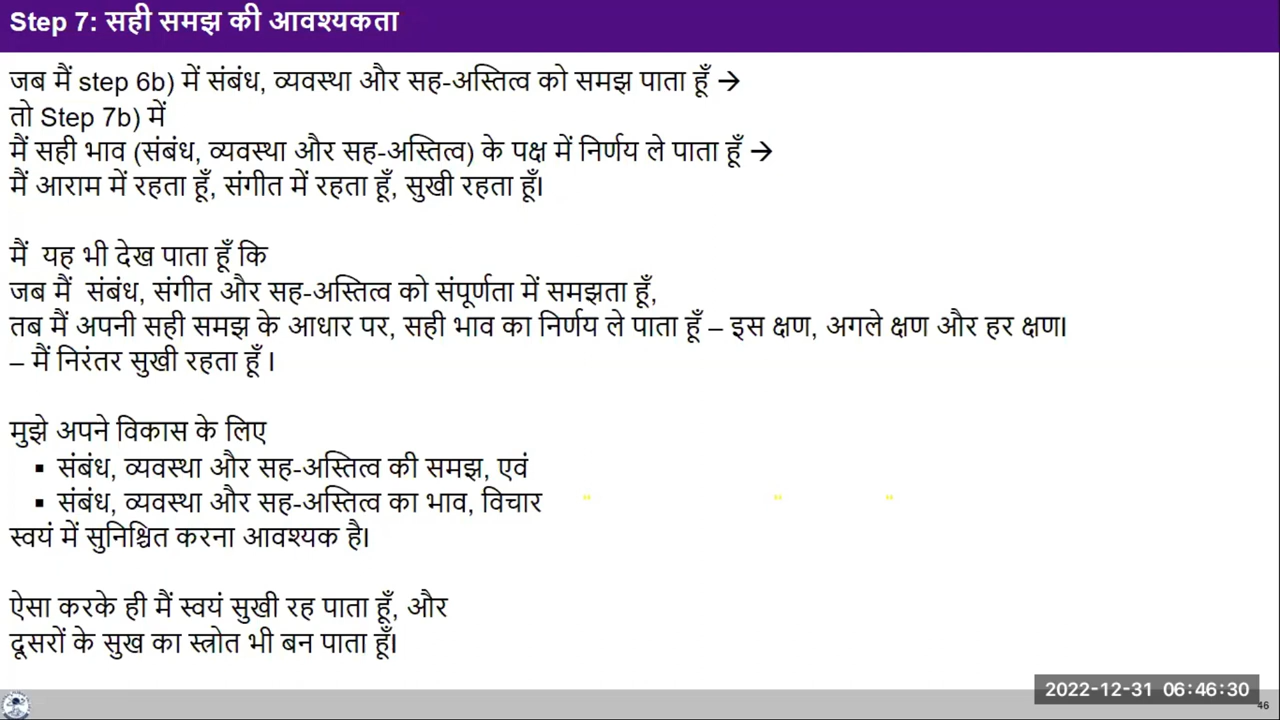 Step 7: सही समझ की आवश्यकता
जब मैं step 6b) में संबंध, व्यवस्था और सह-अस्तित्व को समझ पाता हूँ →
तो Step 7b) में
मैं सही भाव (संबंध, व्यवस्था और सह-अस्तित्व) के पक्ष में निर्णय ले पाता हूँ →
मैं आराम में रहता हूँ, संगीत में रहता हूँ, सुखी रहता हूँ।
मैं यह भी देख पाता हूँ कि
जब मैं संबंध, संगीत और सह-अस्तित्व को संपूर्णता में समझता हूँ,
तब मैं अपनी सही समझ के आधार पर, सही भाव का निर्णय ले पाता हूँ – इस क्षण, अगले क्षण और हर क्षण।
– मैं निरंतर सुखी रहता हूँ ।
मुझे अपने विकास के लिए
▪ संबंध, व्यवस्था और सह-अस्तित्व की समझ, एवं
▪ संबंध, व्यवस्था और सह-अस्तित्व का भाव, विचार " " "
स्वयं में सुनिश्चित करना आवश्यक है।
ऐसा करके ही मैं स्वयं सुखी रह पाता हूँ, और
दूसरों के सुख का स्त्रोत भी बन पाता हूँ।
2022-12-31 06:46:30
46